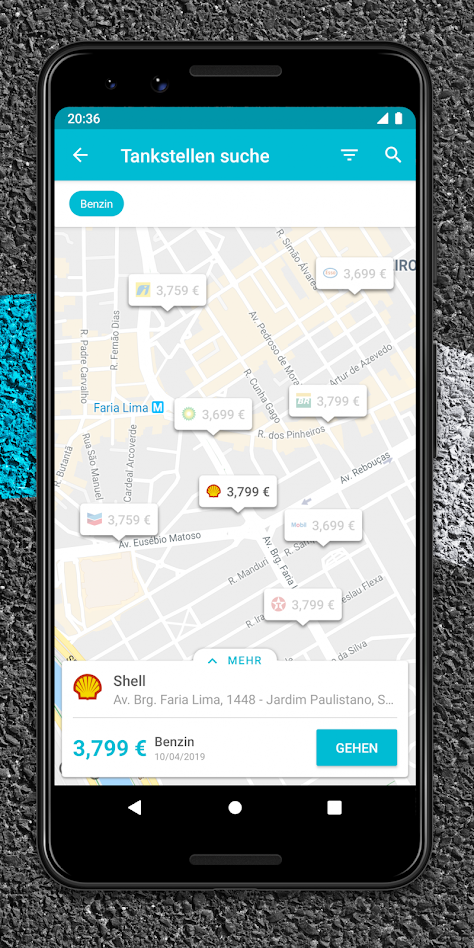 20:36
Tankstellen suche
Benzin
R. Simão Álvares
3,759 €
3,699 €
IRO
R. Padre Carvalho
R. Fernão Dias
Av. Pedroso de Mora
Artur de Azevedo
R. Cunha Gago
Faria Lima M
3,699 €
BR
3,799 €
R. dos Pinheiros
R. Butantã
Rua São Manuel
Cardeal Arcoverde
Av. Rebouças
3,799 €
3,759 €
Mobil 3,699 €
Av. Eusébio Matoso
Av. Brg. Faria L
R. Manduri
3,799 €
eslau Flexa
da Silva
MEHR
Shell
Av. Brg. Faria Lima, 1448 - Jardim Paulistano, S...
3,799 € Benzin
10/04/2019
GEHEN